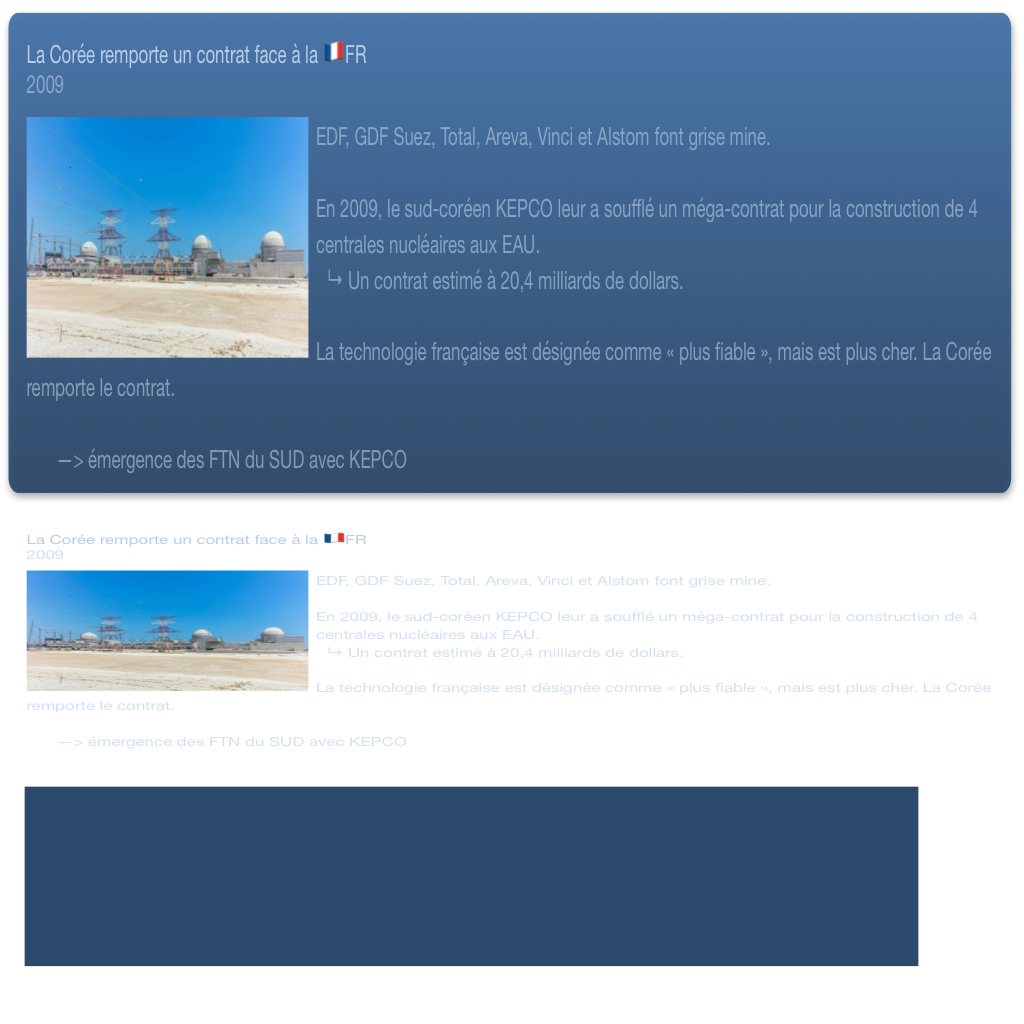 La Corée remporte un contrat face à la 🇫🇷FR
2009
EDF, GDF Suez, Total, Areva, Vinci et Alstom font grise mine.
En 2009, le sud-coréen KEPCO leur a soufflé un méga-contrat pour la construction de 4
centrales nucléaires aux EAU.
↪ Un contrat estimé à 20,4 milliards de dollars.
La technologie française est désignée comme « plus fiable », mais est plus cher. La Corée
remporte le contrat.
—> émergence des FTN du SUD avec KEPCO
La Corée remporte un contrat face à la 🇫🇷FR
2009
EDF, GDF Suez, Total, Areva, Vinci et Alstom font grise mine.
En 2009, le sud-coréen KEPCO leur a soufflé un méga-contrat pour la construction de 4
centrales nucléaires aux EAU.
↪ Un contrat estimé à 20,4 milliards de dollars.
La technologie française est désignée comme « plus fiable », mais est plus cher. La Corée
remporte le contrat.
—> émergence des FTN du SUD avec KEPCO